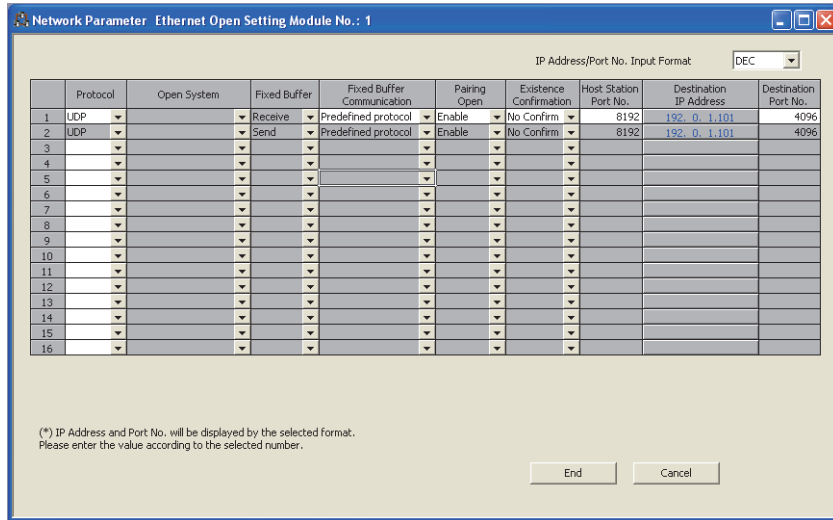 Network Parameter Ethernet Open Setting Module No.: 1
IP Address/Port No. Input Format DEC
Protocol Open System Fixed Buffer Fixed Buffer Communication Pairing Open Existence Confirmation Host Station Port No. Destination IP Address Destination Port No.
1 UDP Receive Predefined protocol Enable No Confirm 8192 192. 0. 1.101 4096
2 UDP Send Predefined protocol Enable No Confirm 8192 192. 0. 1.101 4096
3
4
5
6
7
8
9
10
11
12
13
14
15
16
(*) IP Address and Port No. will be displayed by the selected format.
Please enter the value according to the selected number.
End Cancel